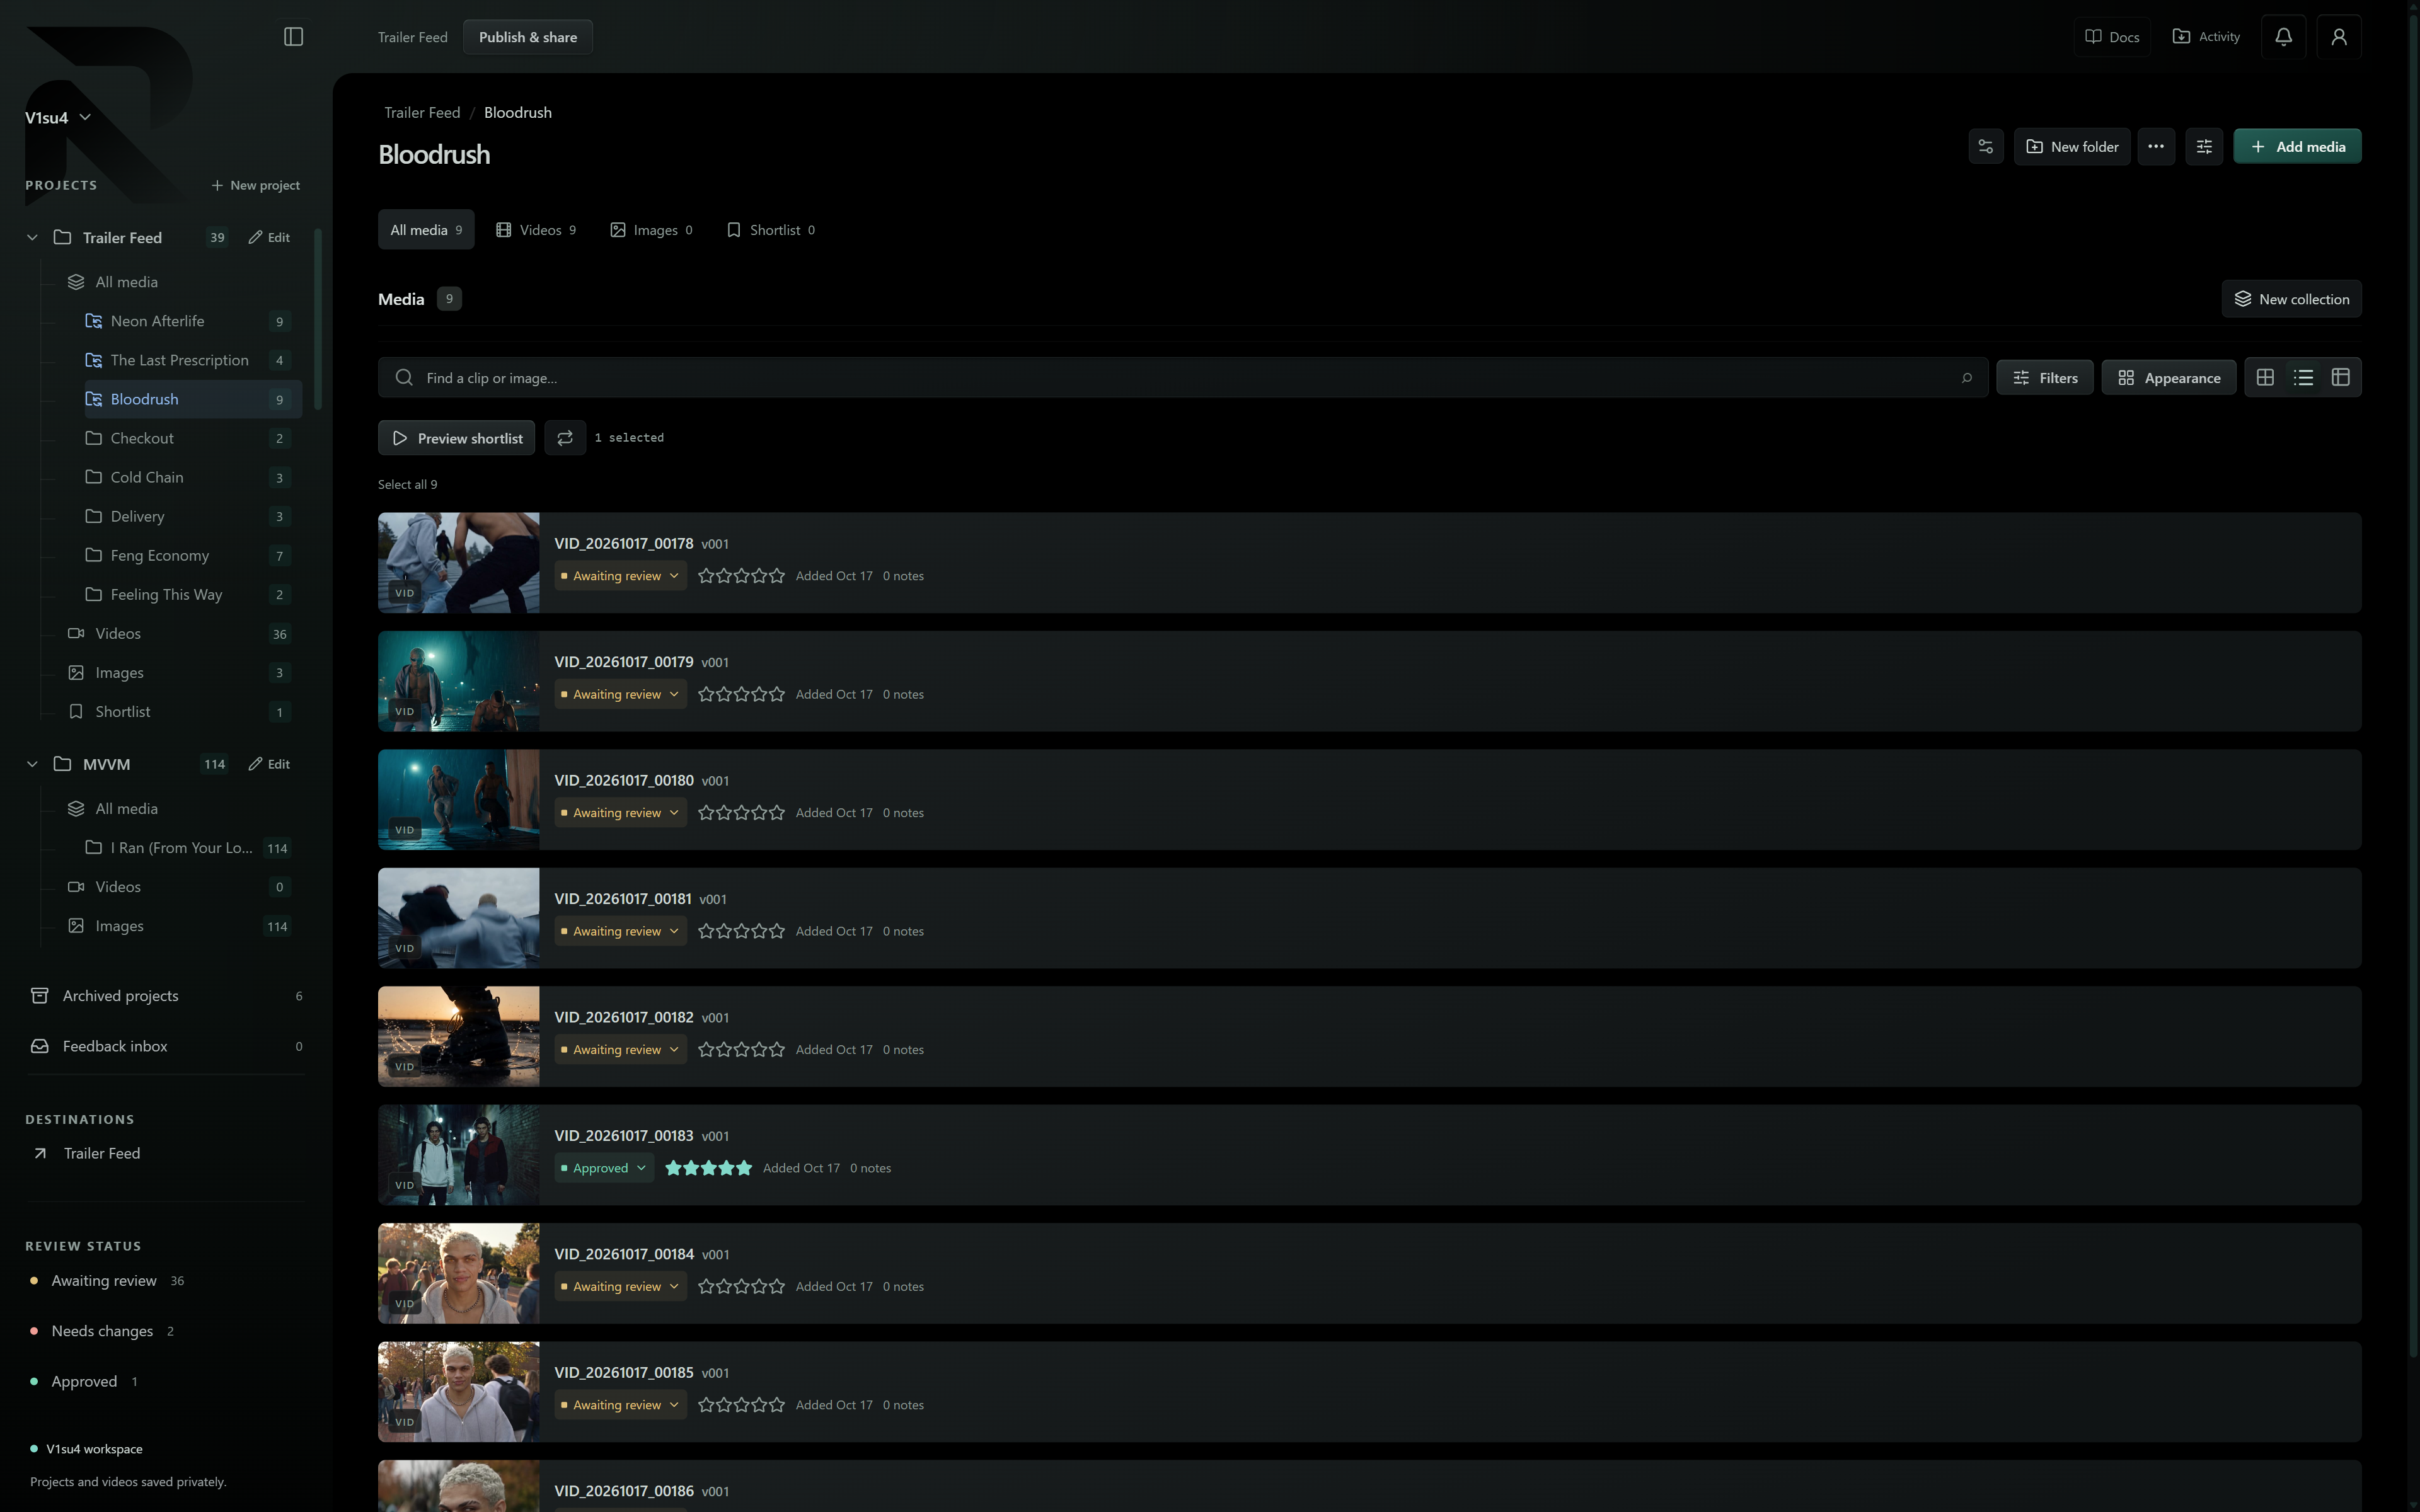 Trailer Feed
Publish & share
Docs
Activity
V1su4
PROJECTS
New project
Trailer Feed 39 Edit
All media
Neon Afterlife 9
The Last Prescription 4
Bloodrush 9
Checkout 2
Cold Chain 3
Delivery 3
Feng Economy 7
Feeling This Way 2
Videos 36
Images 3
Shortlist 1
MVVM 114 Edit
All media
I Ran (From Your Lo... 114
Videos 0
Images 114
Archived projects 6
Feedback inbox 0
DESTINATIONS
Trailer Feed
REVIEW STATUS
Awaiting review 36
Needs changes 2
Approved 1
V1su4 workspace
Projects and videos saved privately.
Trailer Feed / Bloodrush
Bloodrush
New folder
Add media
All media 9
Videos 9
Images 0
Shortlist 0
Media 9
New collection
Find a clip or image...
Filters
Appearance
Preview shortlist
1 selected
Select all 9
VID
VID_20261017_00178 v001
Awaiting review Added Oct 17 0 notes
VID
VID_20261017_00179 v001
Awaiting review Added Oct 17 0 notes
VID
VID_20261017_00180 v001
Awaiting review Added Oct 17 0 notes
VID
VID_20261017_00181 v001
Awaiting review Added Oct 17 0 notes
VID
VID_20261017_00182 v001
Awaiting review Added Oct 17 0 notes
VID
VID_20261017_00183 v001
Approved Added Oct 17 0 notes
VID
VID_20261017_00184 v001
Awaiting review Added Oct 17 0 notes
VID
VID_20261017_00185 v001
Awaiting review Added Oct 17 0 notes
VID
VID_20261017_00186 v001